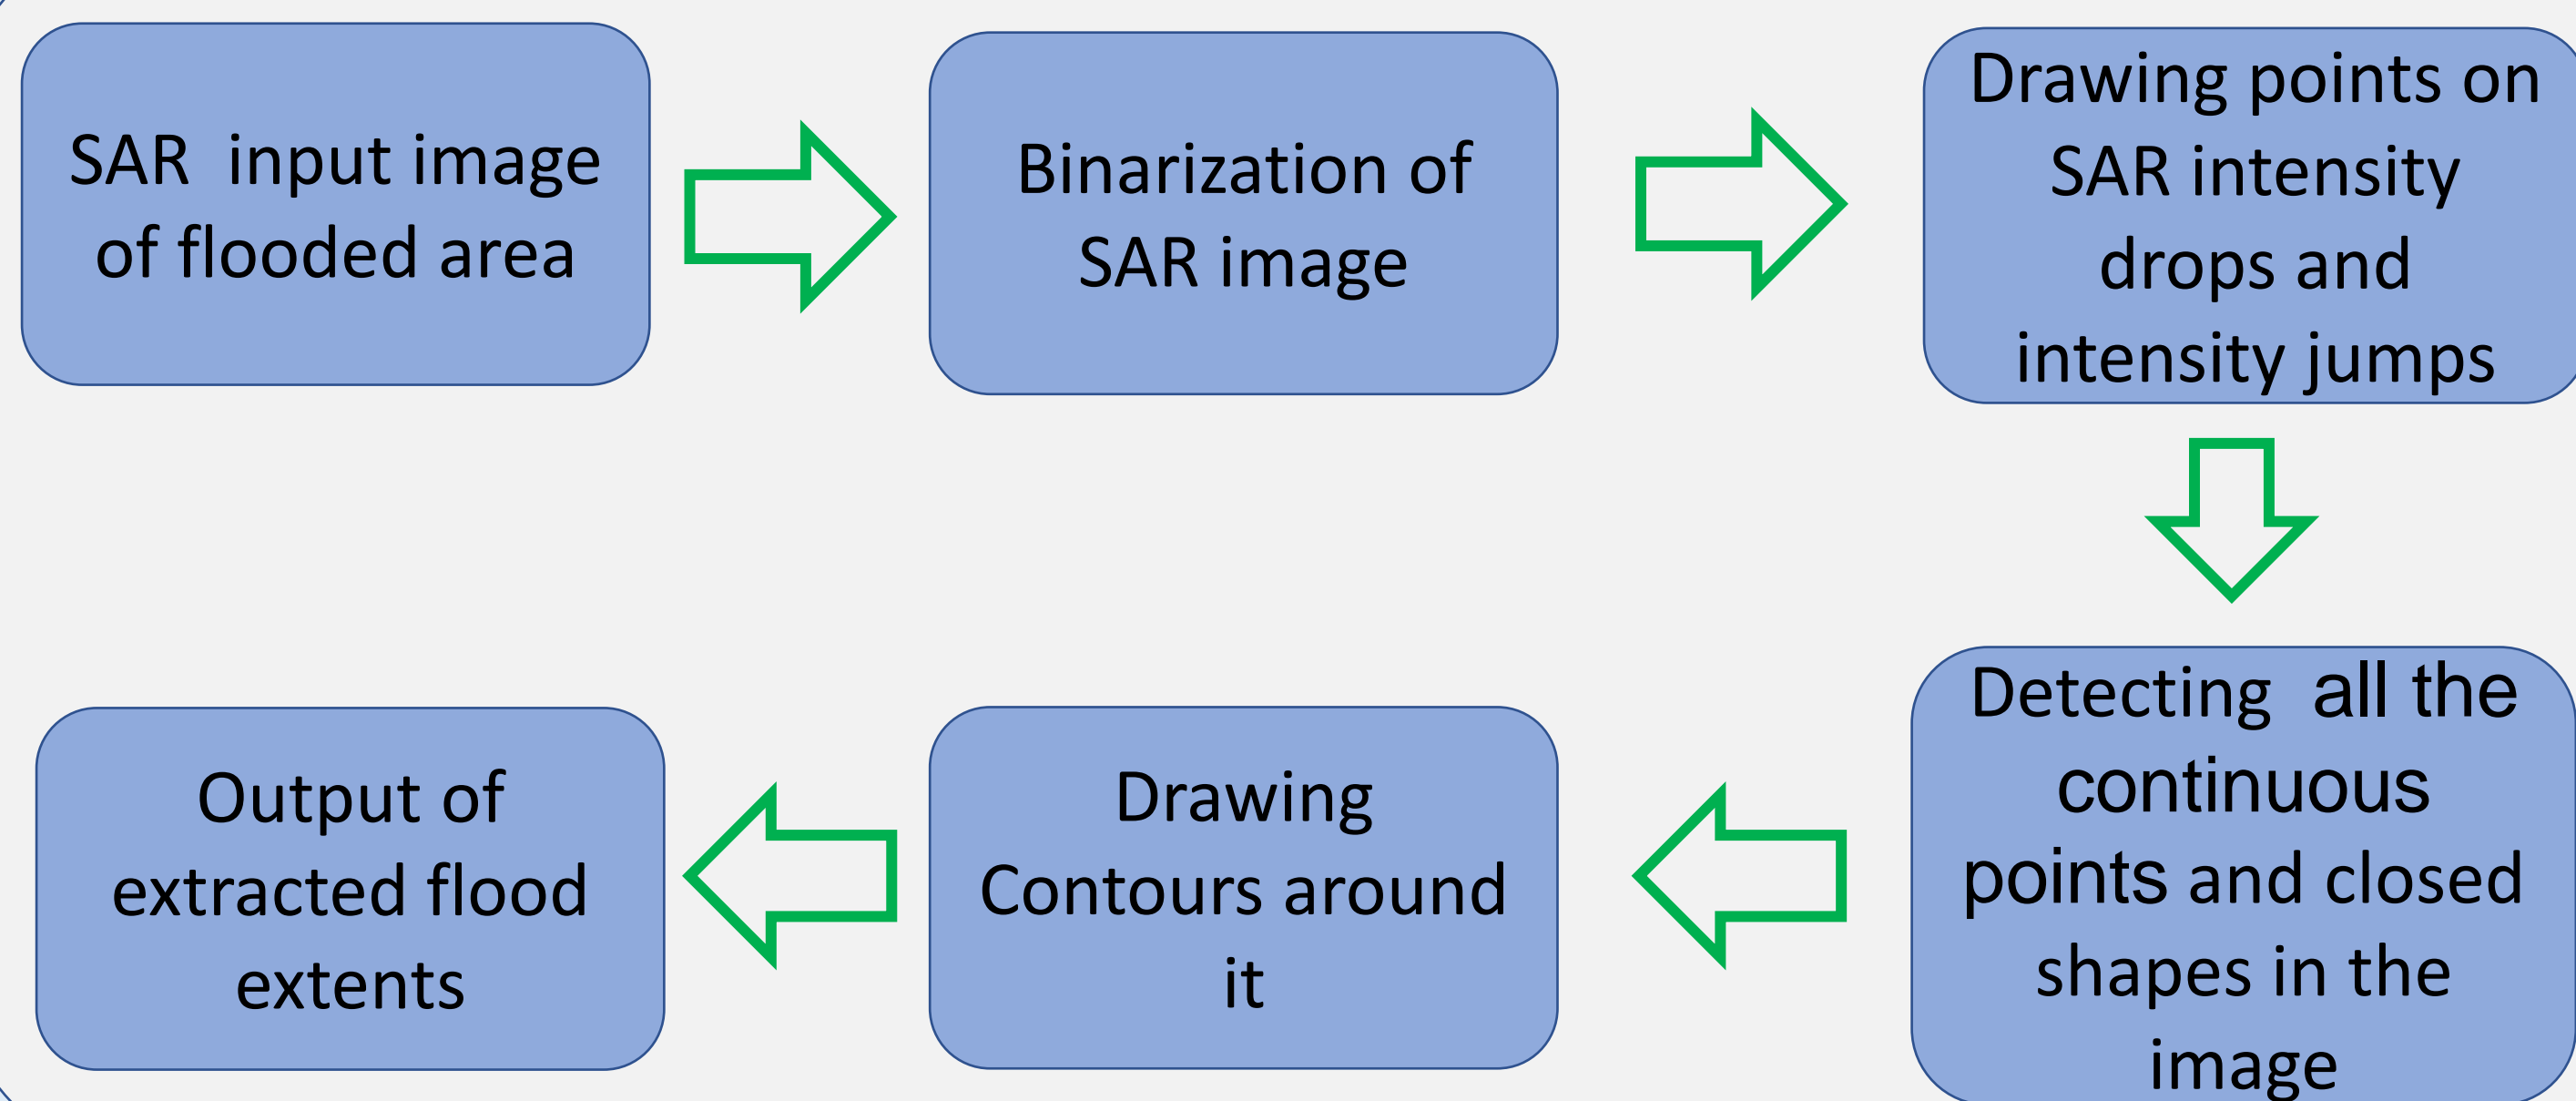 SAR input image
of flooded area
Binarization of
SAR image
Drawing points on
SAR intensity
drops and
intensity jumps
Detecting all the
continuous
points and closed
shapes in the
image
Drawing
Contours around
it
Output of
extracted flood
extents